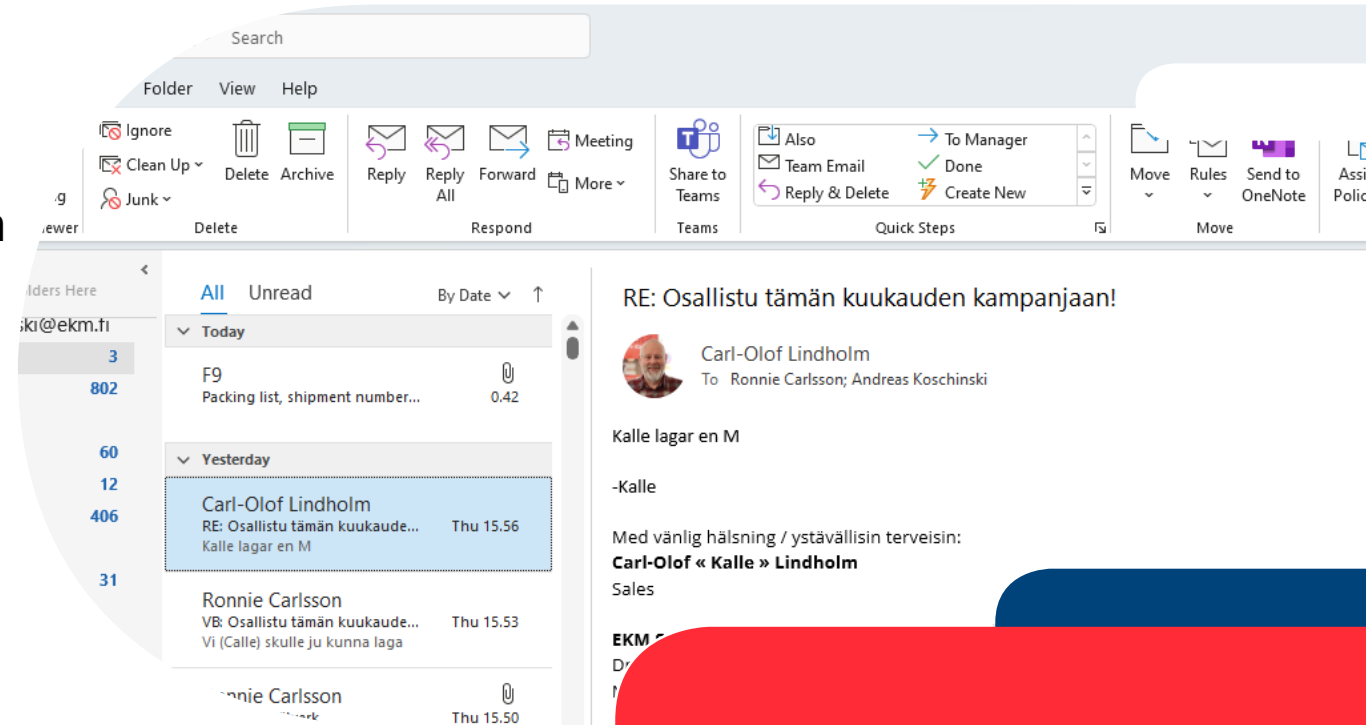 Search
Folder View Help
Ignore
Clean Up
Junk
Delete Archive
Delete
Reply Reply All Forward
Meeting
More
Respond
Share to Teams
Teams
Also To Manager
Team Email Done
Reply & Delete Create New
Quick Steps
Move Rules Send to OneNote
Move
All Unread By Date
Today
F9
Packing list, shipment number... 0.42
Yesterday
Carl-Olof Lindholm
RE: Osallistu tämän kuukaude... Thu 15.56
Kalle lagar en M
Ronnie Carlsson
VB: Osallistu tämän kuukaude... Thu 15.53
Vi (Calle) skulle ju kunna laga
Carlsson
Thu 15.50
Here
@ekm.fi
3
802
60
12
406
31
RE: Osallistu tämän kuukauden kampanjaan!
Carl-Olof Lindholm
To Ronnie Carlsson; Andreas Koschinski
Kalle lagar en M
-Kalle
Med vänlig hälsning / ystävällisin terveisin:
Carl-Olof « Kalle » Lindholm
Sales
EKM